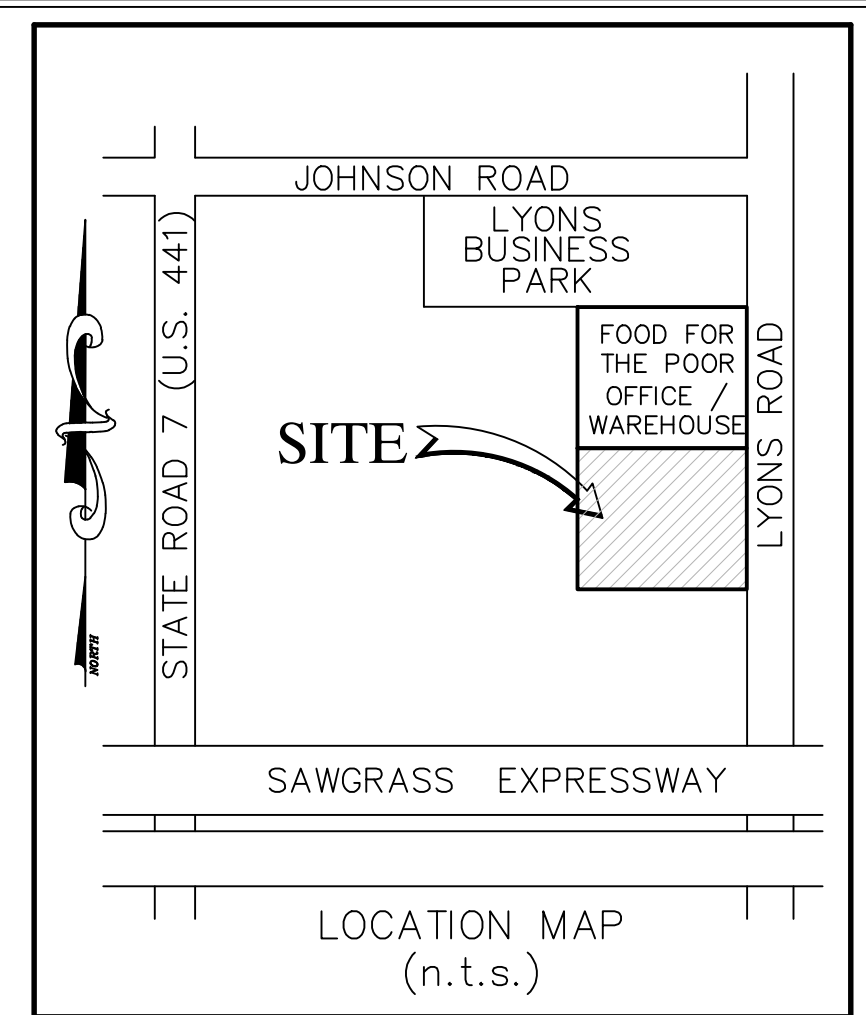 JOHNSON ROAD
LYONS
BUSINESS
PARK
STATE ROAD 7 (U.S. 441)
FOOD FOR
THE POOR
OFFICE /
WAREHOUSE
LYONS ROAD
SITE
NORTH
SAWGRASS EXPRESSWAY
LOCATION MAP
(n.t.s.)